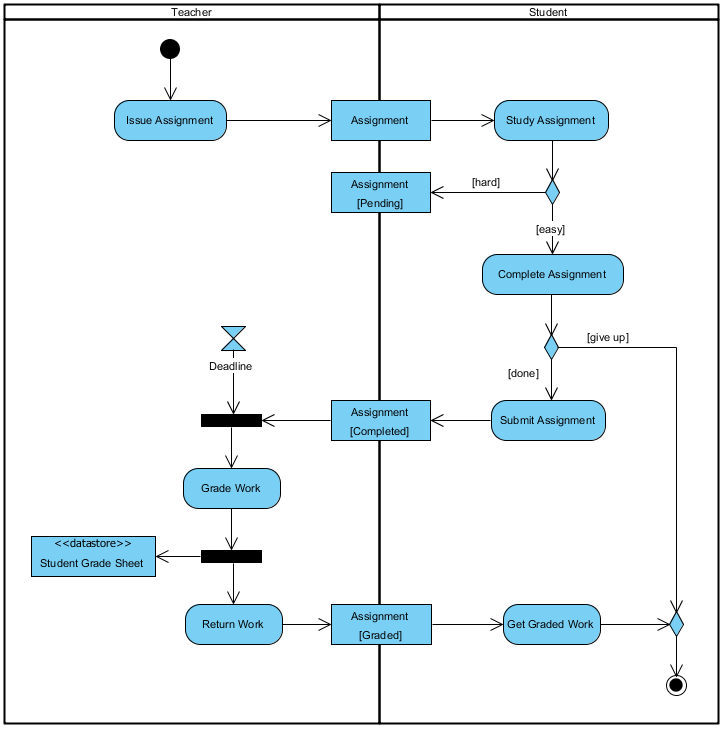 Teacher
Student
Issue Assignment
Assignment
Study Assignment
Assignment
[Pending]
[hard]
[easy]
Complete Assignment
Deadline
[give up]
[done]
Assignment
[Completed]
Submit Assignment
Grade Work
<<datastore>>
Student Grade Sheet
Return Work
Assignment
[Graded]
Get Graded Work